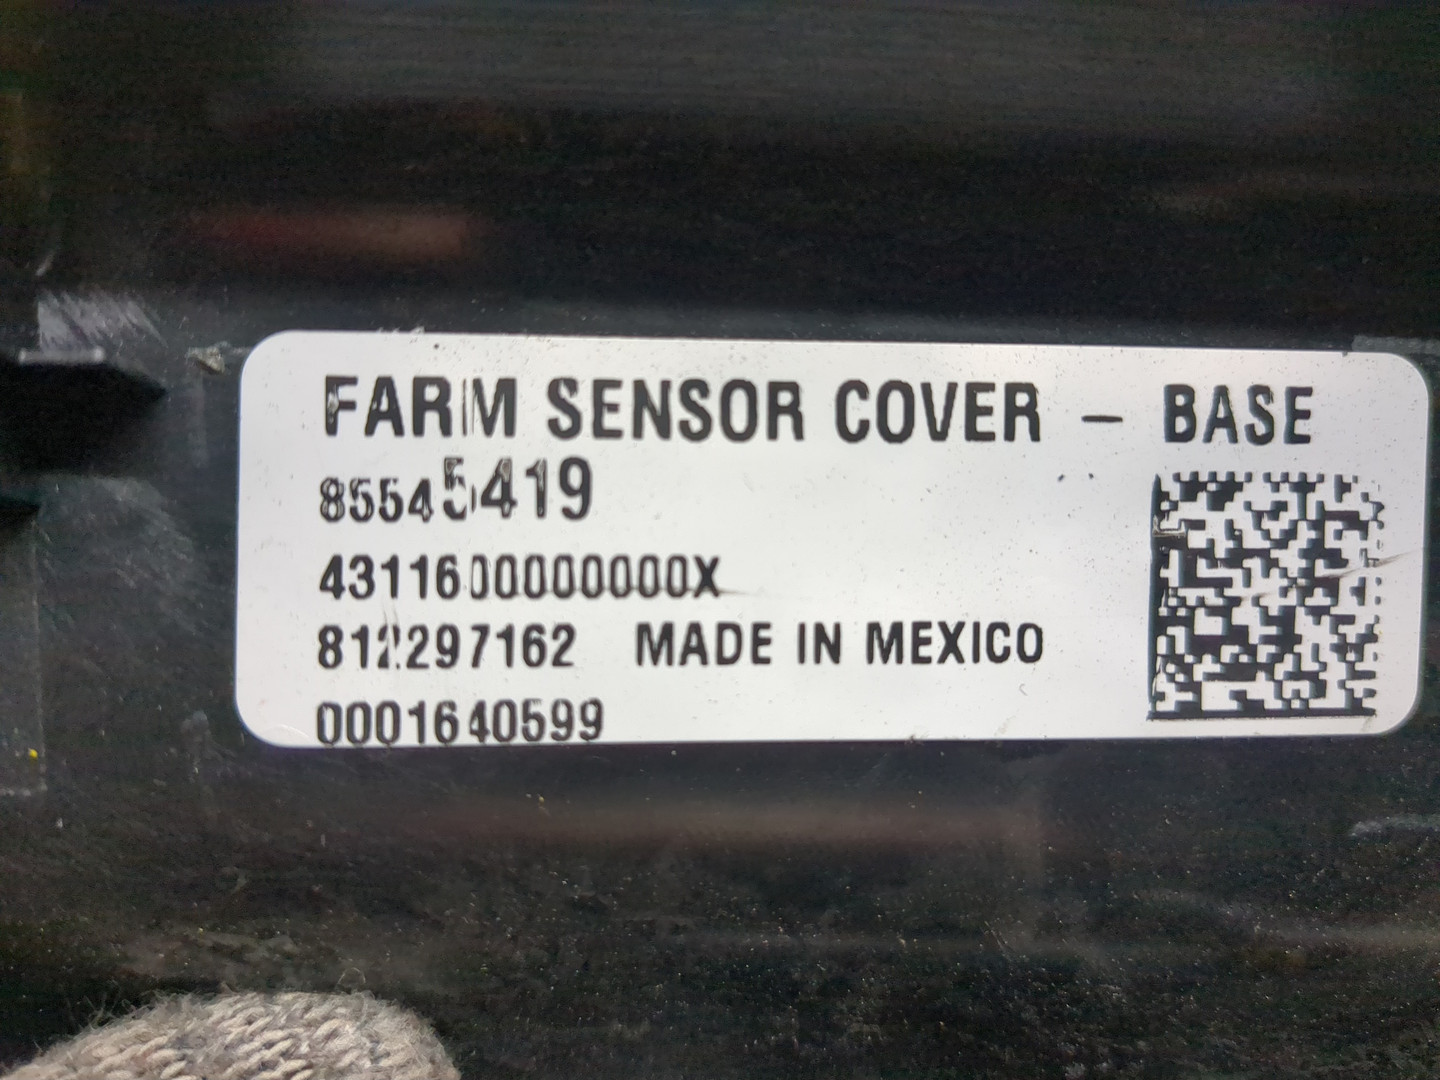 FARM SENSOR COVER – BASE
85545419
43116000000000X
812297162 MADE IN MEXICO
0001640599